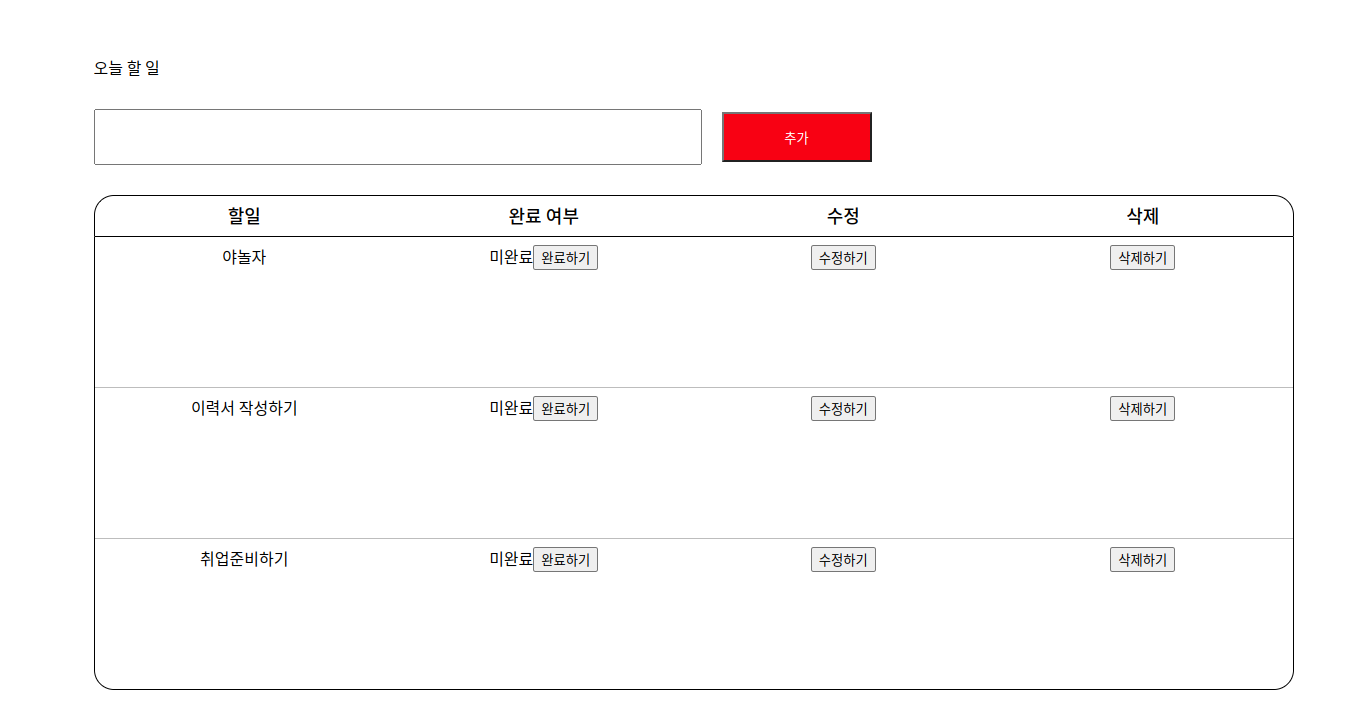 오늘 할 일
추가
할일 완료 여부 수정 삭제
야놀자 미완료 완료하기 수정하기 삭제하기
이력서 작성하기 미완료 완료하기 수정하기 삭제하기
취업준비하기 미완료 완료하기 수정하기 삭제하기